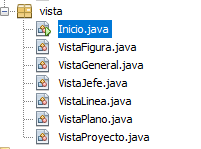 vista
Inicio.java
VistaFigura.java
VistaGeneral.java
VistaJefe.java
VistaLinea.java
VistaPlano.java
VistaProyecto.java